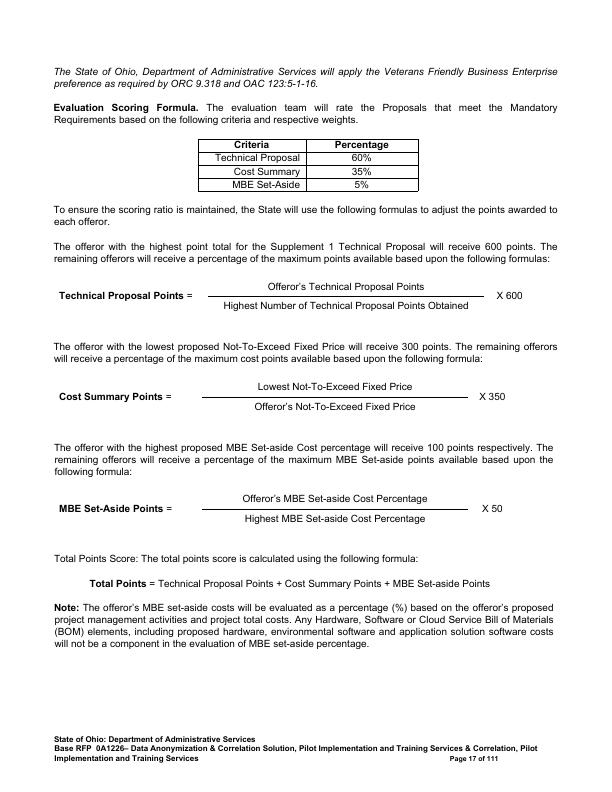 The State of Ohio, Department of Administrative Services will apply the Veterans Friendly Business Enterprise
preference as required by ORC 9.318 and OAC 123:5-1-16.
Evaluation Scoring Formula. The evaluation team will rate the Proposals that meet the Mandatory
Requirements based on the following criteria and respective weights.
Criteria Percentage
Technical Proposal 60%
Cost Summary 35%
MBE Set-Aside 5%
To ensure the scoring ratio is maintained, the State will use the following formulas to adjust the points awarded to
each offeror.
The offeror with the highest point total for the Supplement 1 Technical Proposal will receive 600 points. The
remaining offerors will receive a percentage of the maximum points available based upon the following formulas:
Offeror's Technical Proposal Points
Technical Proposal Points = X 600
Highest Number of Technical Proposal Points Obtained
The offeror with the lowest proposed Not-To-Exceed Fixed Price will receive 300 points. The remaining offerors
will receive a percentage of the maximum cost points available based upon the following formula:
Lowest Not-To-Exceed Fixed Price
Cost Summary Points = X 350
Offeror's Not-To-Exceed Fixed Price
The offeror with the highest proposed MBE Set-aside Cost percentage will receive 100 points respectively. The
remaining offerors will receive a percentage of the maximum MBE Set-aside points available based upon the
following formula:
Offeror's MBE Set-aside Cost Percentage
MBE Set-Aside Points = X 50
Highest MBE Set-aside Cost Percentage
Total Points Score: The total points score is calculated using the following formula:
Total Points = Technical Proposal Points + Cost Summary Points + MBE Set-aside Points
Note: The offeror's MBE set-aside costs will be evaluated as a percentage (%) based on the offeror's proposed
project management activities and project total costs. Any Hardware, Software or Cloud Service Bill of Materials
(BOM) elements, including proposed hardware, environmental software and application solution software costs
will not be a component in the evaluation of MBE set-aside percentage.
State of Ohio: Department of Administrative Services
Base RFP 0A1226– Data Anonymization & Correlation Solution, Pilot Implementation and Training Services & Correlation, Pilot
Implementation and Training Services Page 17 of 111